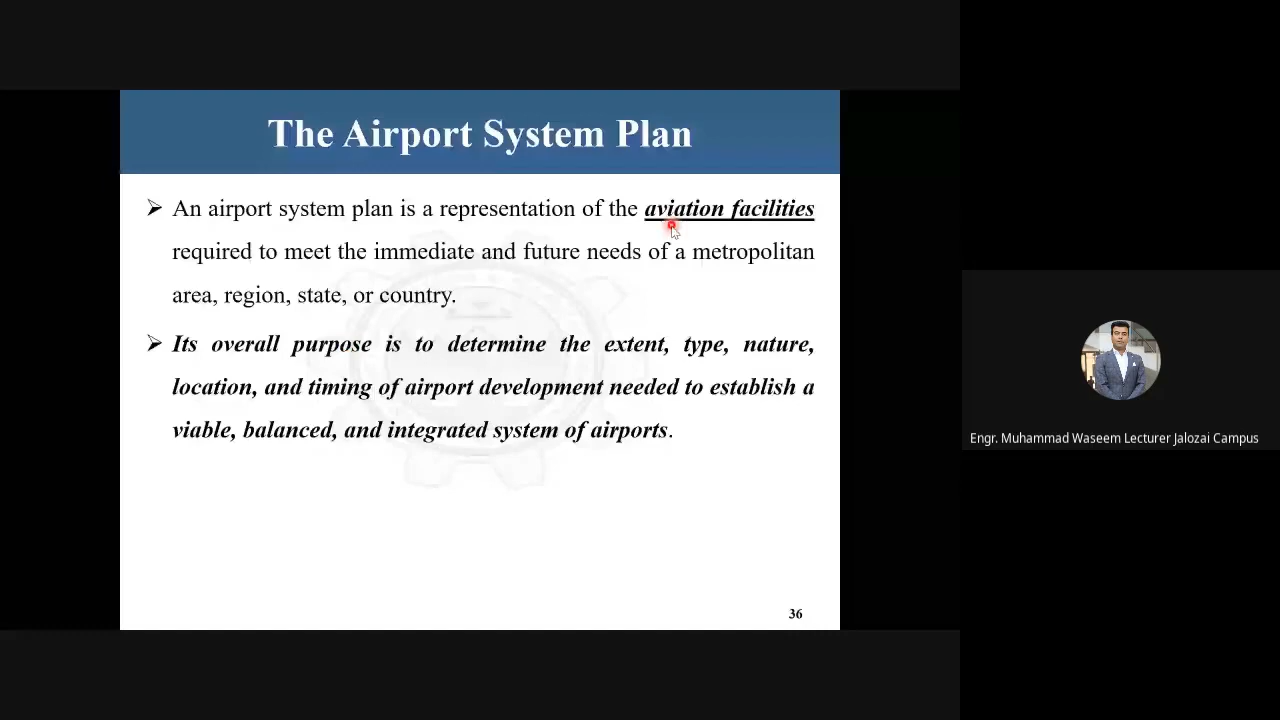 The Airport System Plan
An airport system plan is a representation of the aviation facilities
required to meet the immediate and future needs of a metropolitan
area, region, state, or country.
Its overall purpose is to determine the extent, type, nature,
location, and timing of airport development needed to establish a
viable, balanced, and integrated system of airports.
36
Engr. Muhammad Waseem Lecturer Jalozai Campus